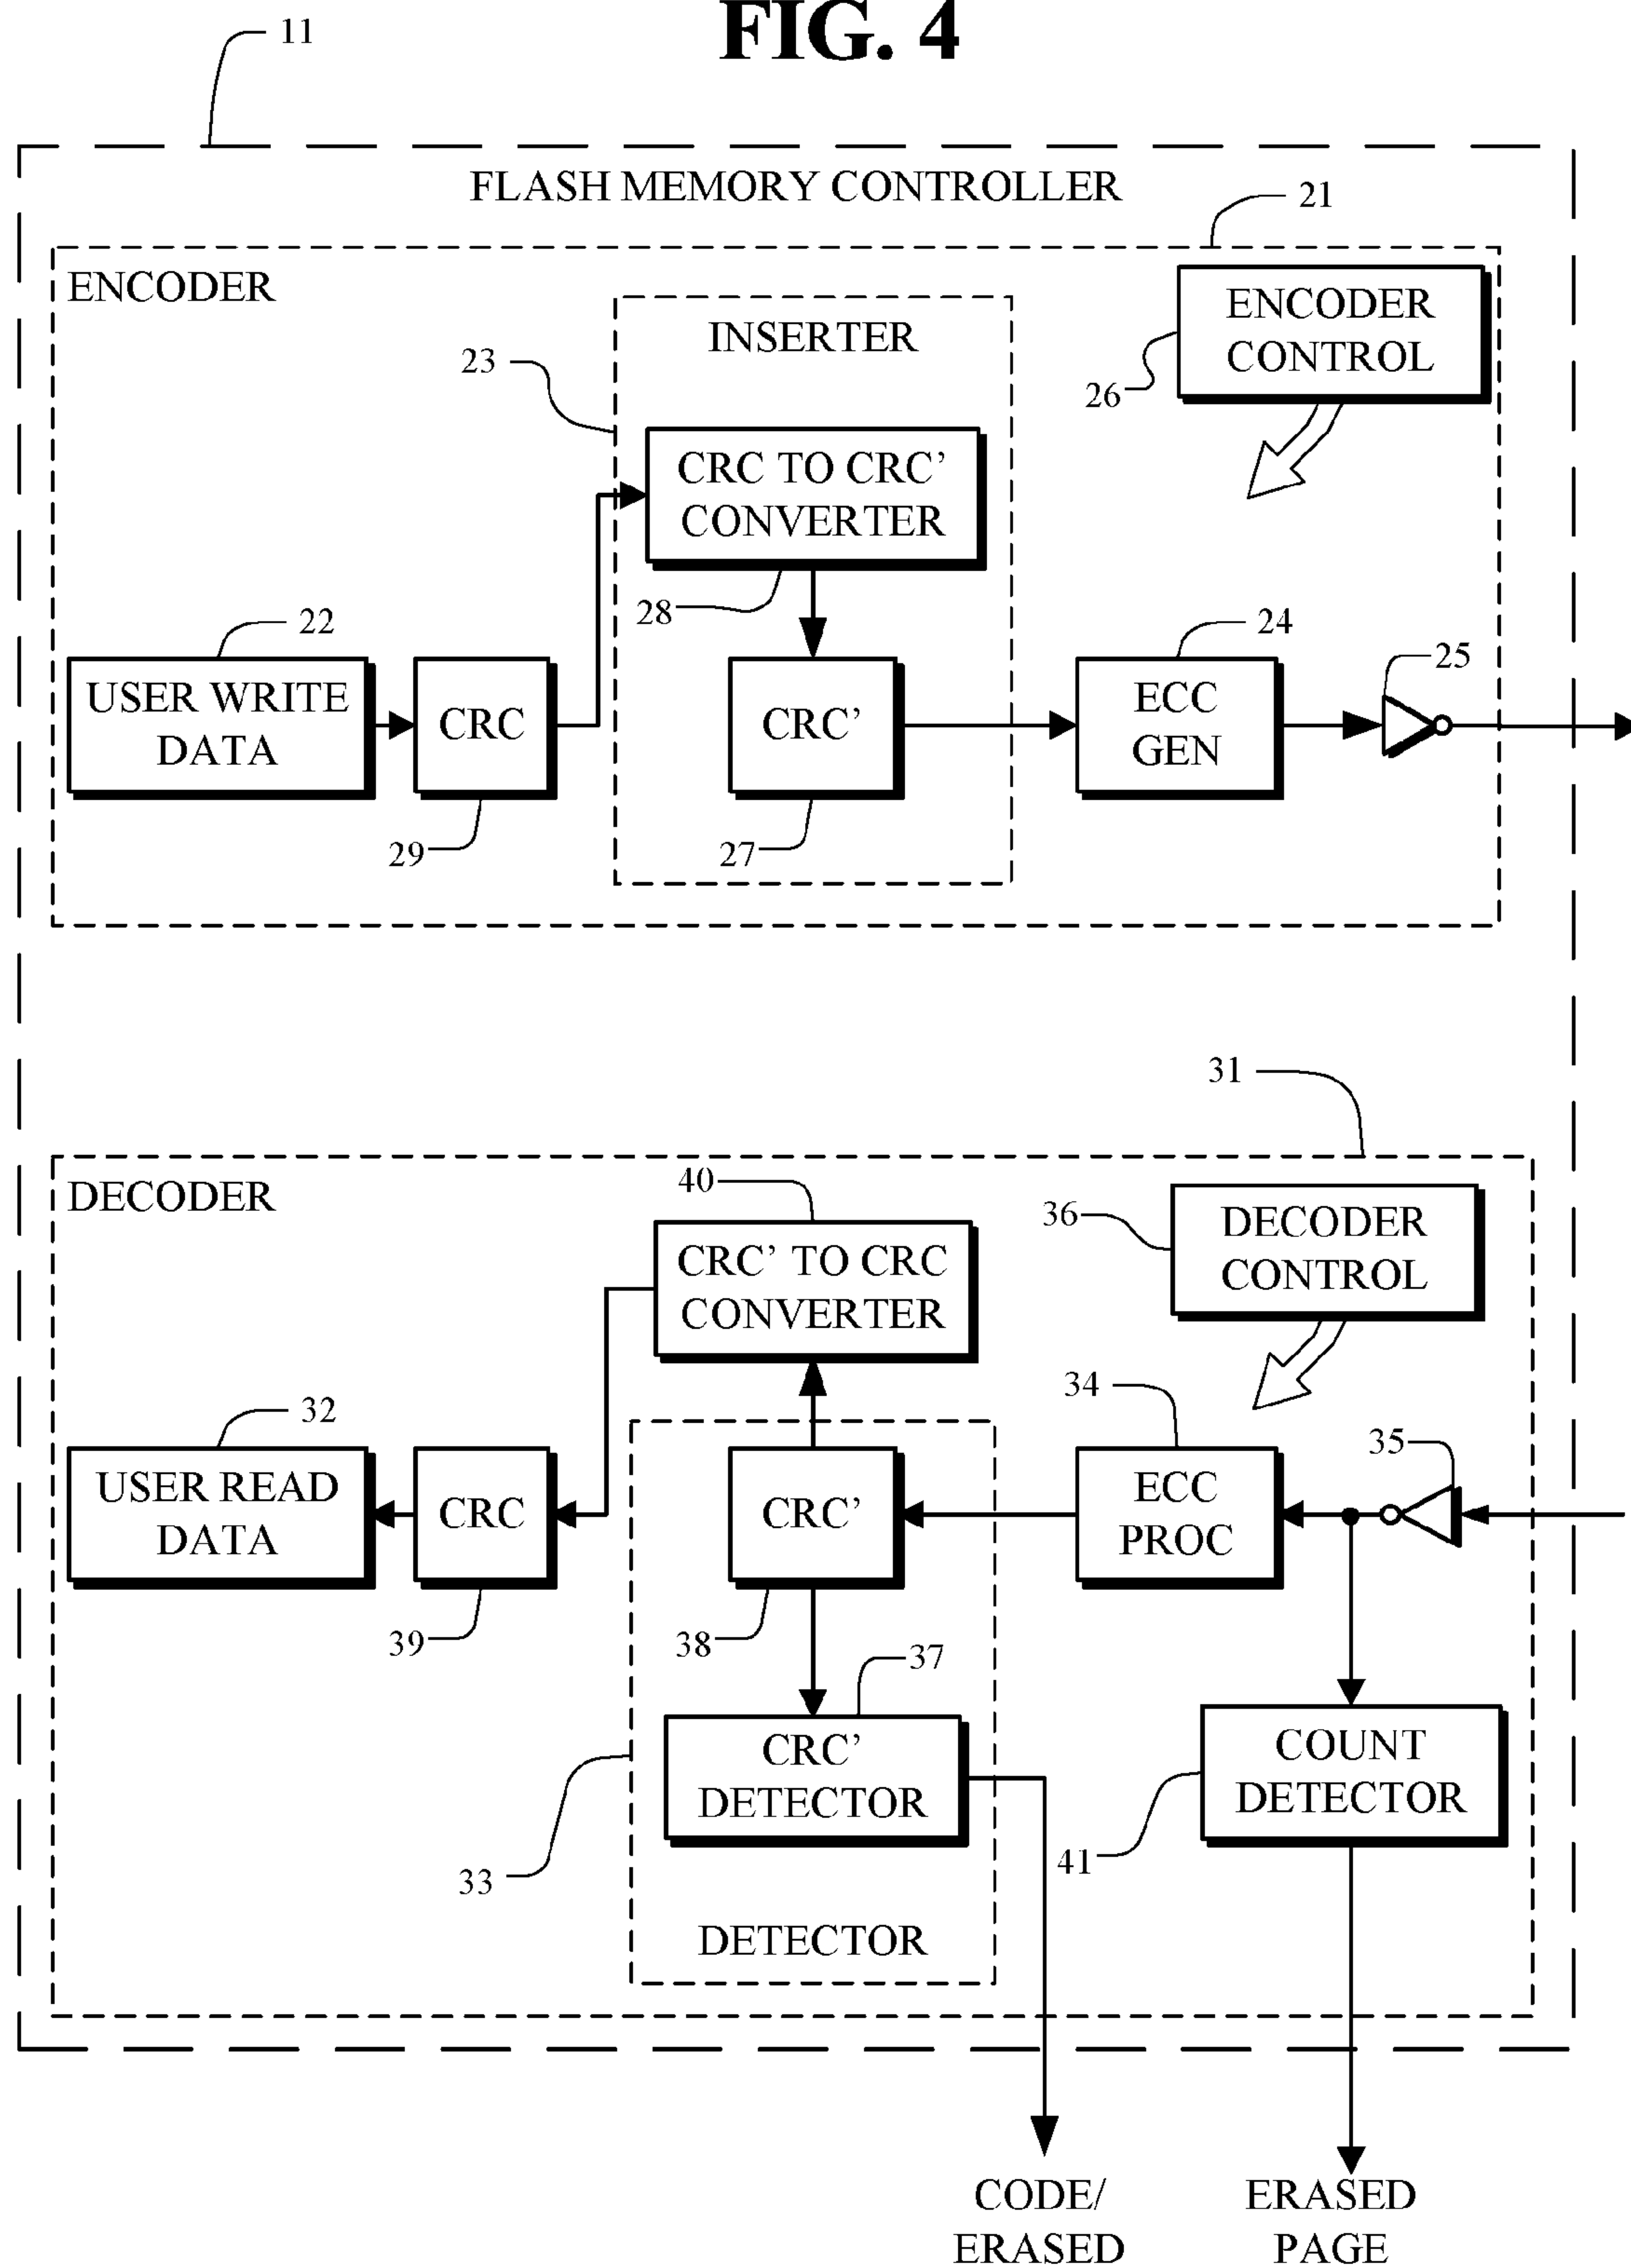 FIG. 4
11
FLASH MEMORY CONTROLLER
21
ENCODER
ENCODER
CONTROL
26
INSERTER
23
CRC TO CRC’
CONVERTER
28
22
USER WRITE
DATA
CRC
29
CRC’
27
24
ECC
GEN
25
31
DECODER
40
CRC’ TO CRC
CONVERTER
36
DECODER
CONTROL
32
USER READ
DATA
CRC
39
CRC’
38
34
ECC
PROC
35
37
CRC’
DETECTOR
33
DETECTOR
COUNT
DETECTOR
41
CODE/
ERASED
ERASED
PAGE